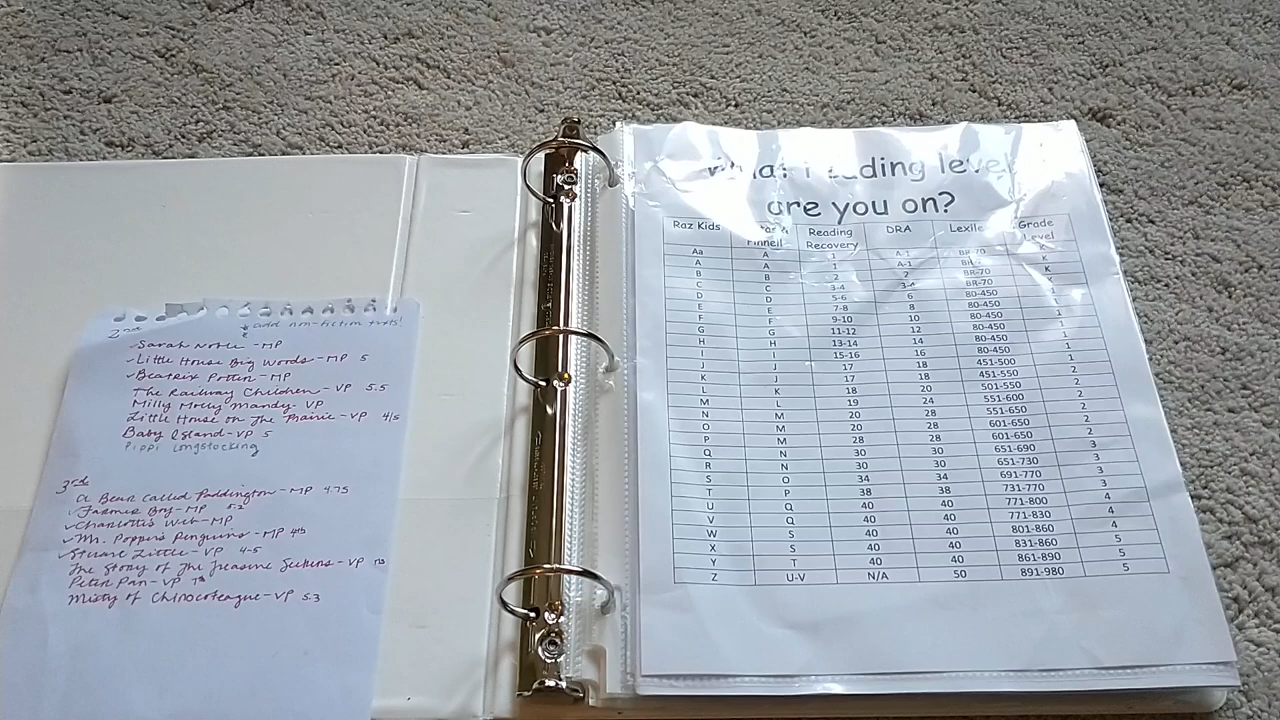 2nd add non-fiction texts!
Sarah Noble - MP
✓Little House Big Woods - MP 5
✓Beatrix Potter - MP
The Railway Children - VP 5.5
Milly Molly Mandy VP
Little House on The Prairie - VP 4/5
Baby Island - VP 5
Pippi Longstocking
3rd
A Bear Called Paddington - MP 4.75
✓Farmer Boy - MP
✓Charlotte's Web - MP
✓Mr. Popper's Penguins - MP 4th
✓Stuart Little - VP 4-5
The Story of The Treasure Seekers - VP
Peter Pan - VP
Misty of Chincoteague - VP 5.3
What reading level
are you on?
Raz Kids Pinnell Reading Recovery DRA Lexile Grade Level
Aa A 1 A-1 BR-70 K
A A 1 A-1 K
B B 2 2 BR-70 K
C C 3-4 3-4 BR-70
D D 5-6 6 80-450 1
E E 7-8 8 80-450 1
F F 9-10 10 80-450 1
G G 11-12 12 80-450 1
H H 13-14 14 80-450 1
I I 15-16 16 80-450 1
J J 17 18 451-500 1
K J 17 18 451-550 2
L K 18 20 501-550 2
M L 19 24 551-600 2
N M 20 28 551-650 2
O M 20 28 601-650 2
P M 28 28 601-650 2
Q N 30 30 651-690 3
R N 30 30 651-730 3
S O 34 34 691-770 3
T P 38 38 731-770 3
U Q 40 40 771-800 4
V Q 40 40 771-830 4
W S 40 40 801-860 4
X S 40 40 831-860 5
Y T 40 40 861-890 5
Z U-V N/A 50 891-980 5